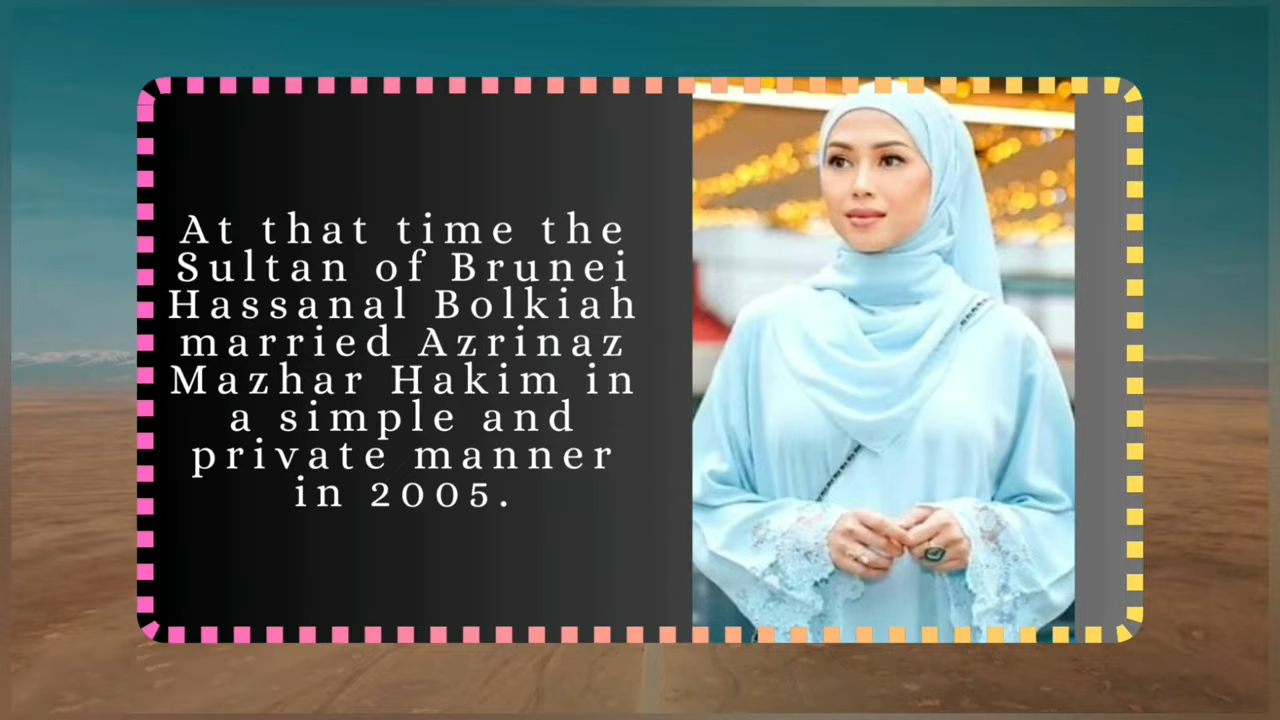 At that time the
Sultan of Brunei
Hassanal Bolkiah
married Azrinaz
Mazhar Hakim in
a simple and
private manner
in 2005.